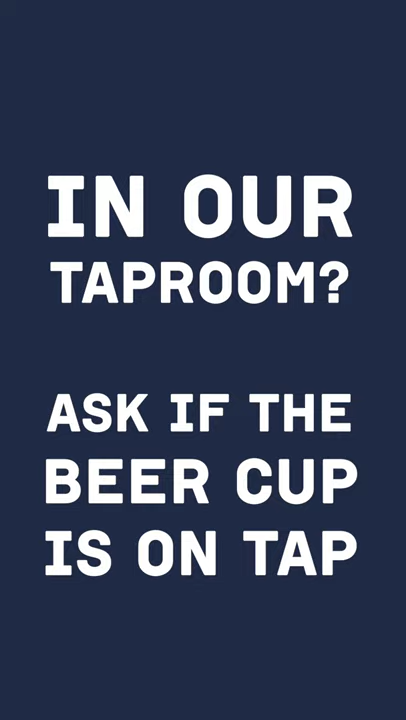 IN OUR
TAPROOM?
ASK IF THE
BEER CUP
IS ON TAP